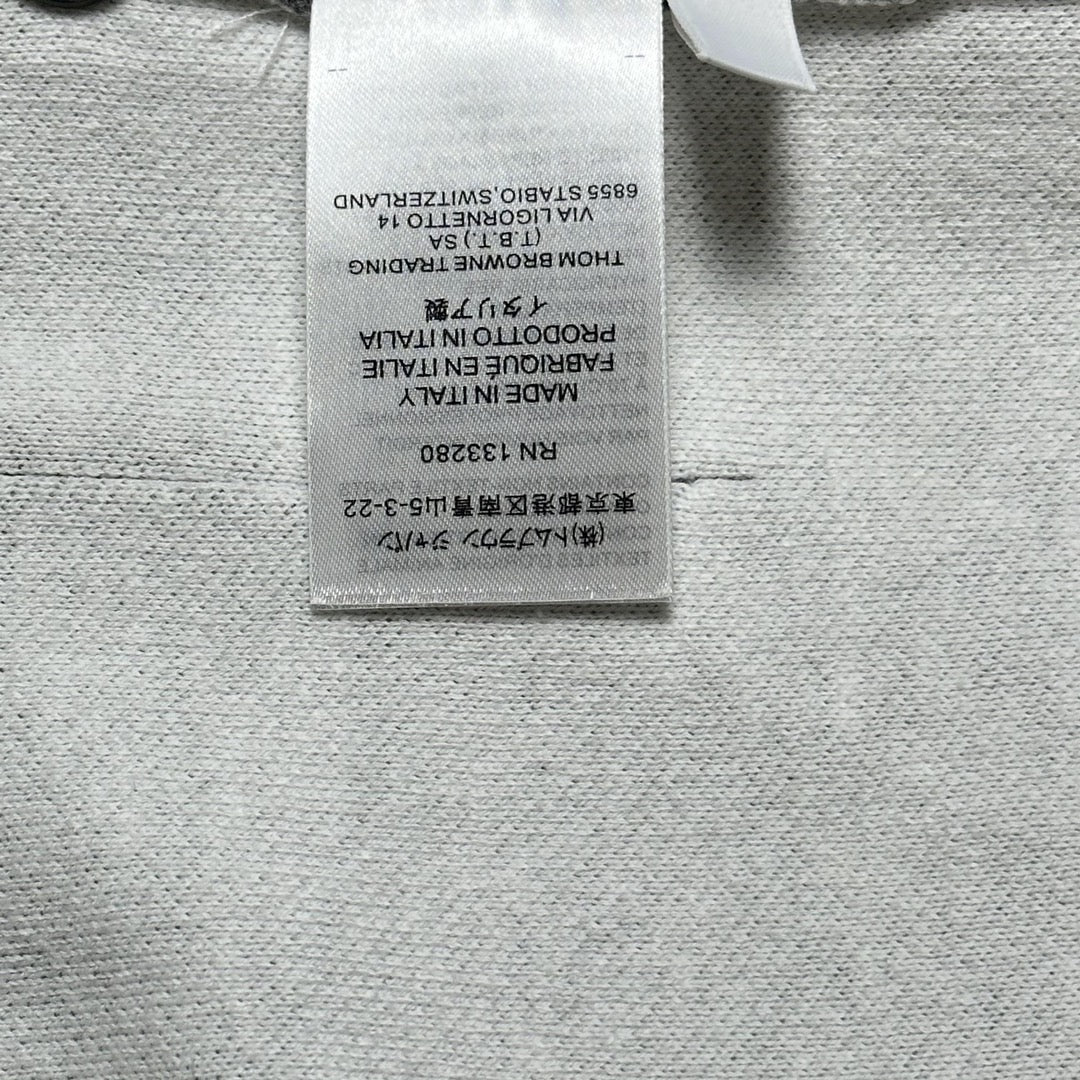 (株)トムブラウン ジャパン
東京都港区南青山5-3-22
RN 133280
MADE IN ITALY
FABRIQUÉ EN ITALIE
PRODOTTO IN ITALIA
イタリア製
THOM BROWNE TRADING
(T.B.T.) SA
VIA LIGORNETTO 14
6855 STABIO, SWITZERLAND